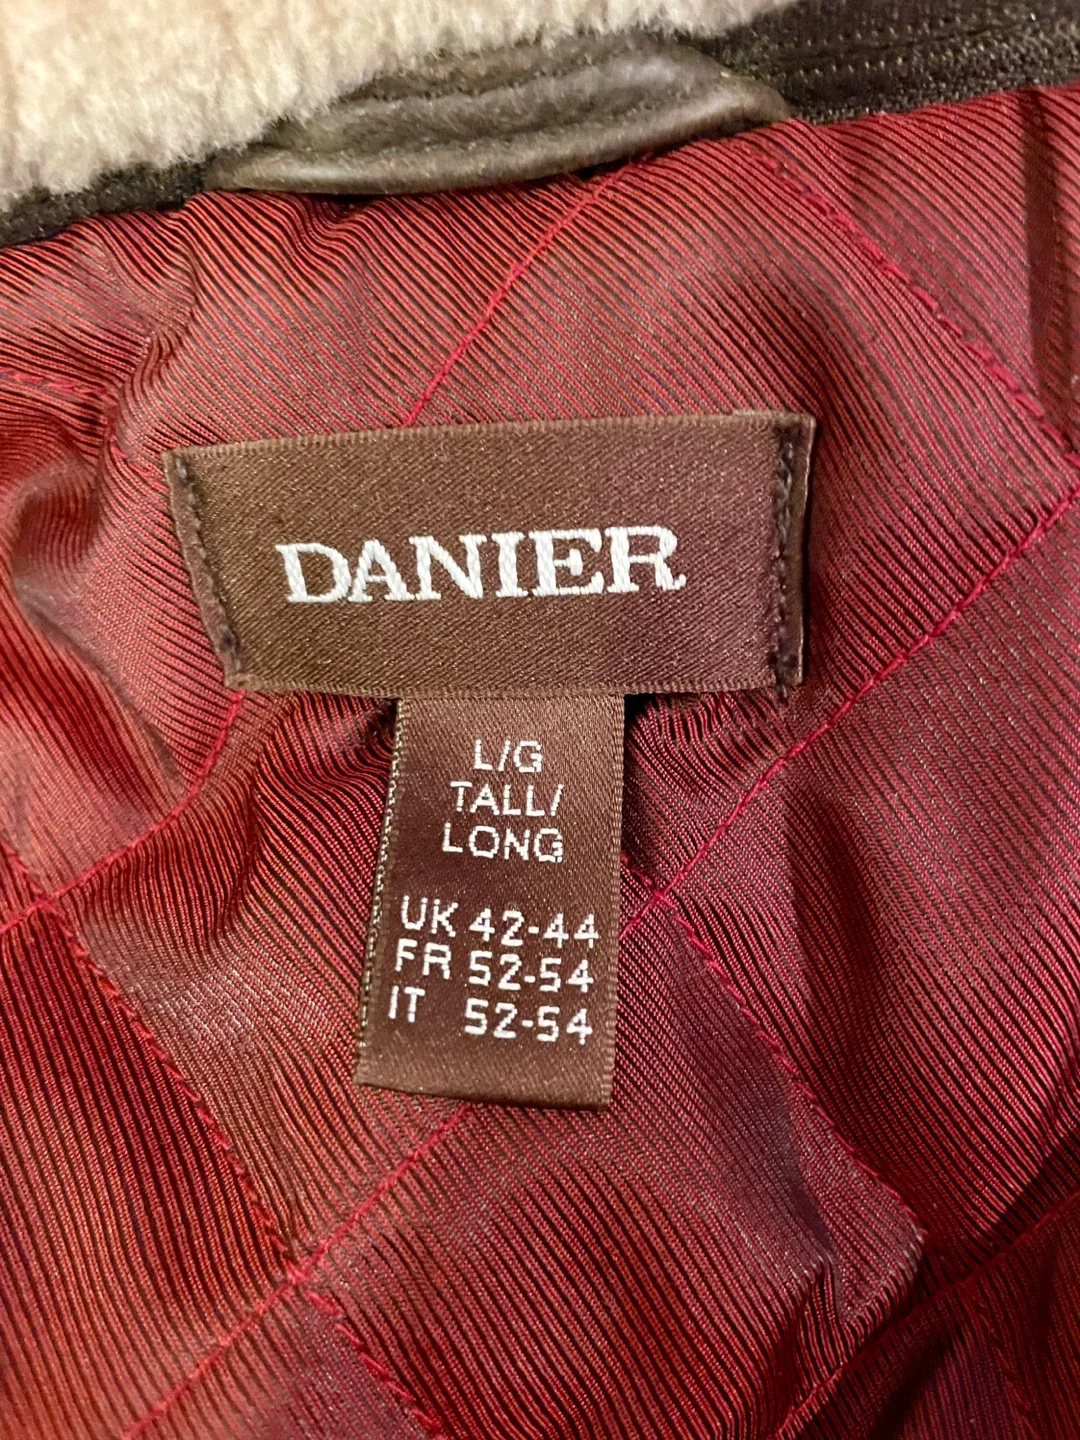 DANIER
L/G
TALL/
LONG
UK 42-44
FR 52-54
IT 52-54